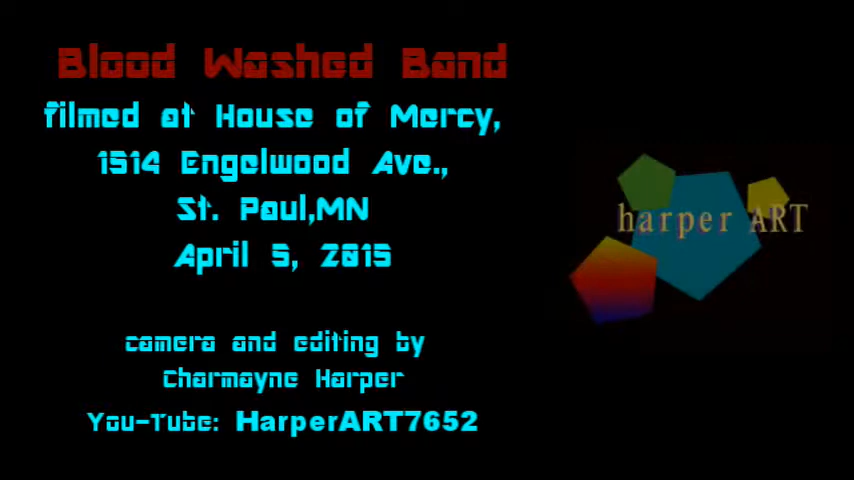 Blood Washed Band
filmed at House of Mercy,
1514 Engelwood Ave.,
St. Paul,MN
April 5, 2015
camera and editing by
Charmayne Harper
You-Tube: HarperART7652
harper ART